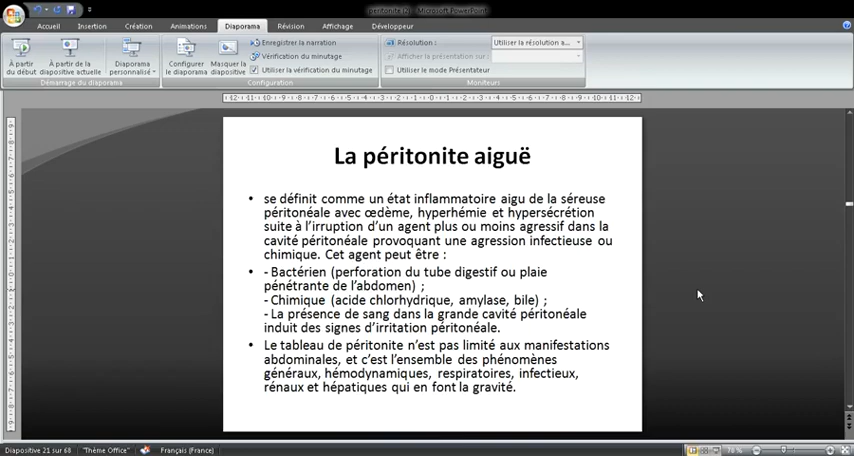 péritonite (2) - Microsoft PowerPoint
Accueil Insertion Création Animations Diaporama Révision Affichage Développeur
À partir du début
À partir de la diapositive actuelle
Diaporama personnalisé
Configurer le diaporama
Masquer la diapositive
Enregistrer la narration
Vérification du minutage
Utiliser la vérification du minutage
Résolution : Utiliser la résolution a...
Afficher la présentation sur :
Utiliser le mode Présentateur
Démarrage du diaporama Configuration Moniteurs
La péritonite aiguë
• se définit comme un état inflammatoire aigu de la séreuse
péritonéale avec œdème, hyperhémie et hypersécrétion
suite à l’irruption d’un agent plus ou moins agressif dans la
cavité péritonéale provoquant une agression infectieuse ou
chimique. Cet agent peut être :
• - Bactérien (perforation du tube digestif ou plaie
pénétrante de l’abdomen) ;
- Chimique (acide chlorhydrique, amylase, bile) ;
- La présence de sang dans la grande cavité péritonéale
induit des signes d’irritation péritonéale.
• Le tableau de péritonite n’est pas limité aux manifestations
abdominales, et c’est l’ensemble des phénomènes
généraux, hémodynamiques, respiratoires, infectieux,
rénaux et hépatiques qui en font la gravité.
Diapositive 21 sur 68 "Thème Office" Français (France) 78 %